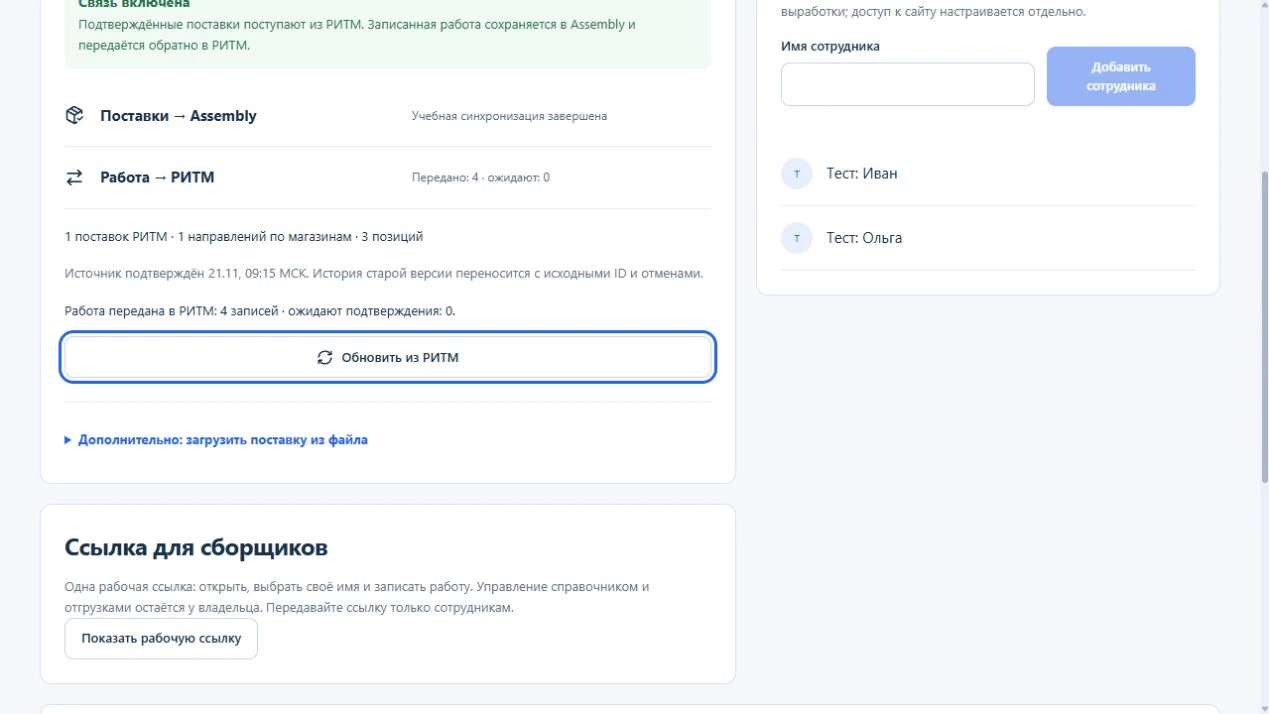 Связь включена
Подтверждённые поставки поступают из РИТМ. Записанная работа сохраняется в Assembly и
передаётся обратно в РИТМ.
Поставки → Assembly
Учебная синхронизация завершена
Работа → РИТМ
Передано: 4 · ожидают: 0
1 поставок РИТМ · 1 направлений по магазинам · 3 позиций
Источник подтверждён 21.11, 09:15 МСК. История старой версии переносится с исходными ID и отменами.
Работа передана в РИТМ: 4 записей · ожидают подтверждения: 0.
Обновить из РИТМ
Дополнительно: загрузить поставку из файла
Ссылка для сборщиков
Одна рабочая ссылка: открыть, выбрать своё имя и записать работу. Управление справочником и
отгрузками остаётся у владельца. Передавайте ссылку только сотрудникам.
Показать рабочую ссылку
выработки; доступ к сайту настраивается отдельно.
Имя сотрудника
Добавить
сотрудника
Т
Тест: Иван
Т
Тест: Ольга